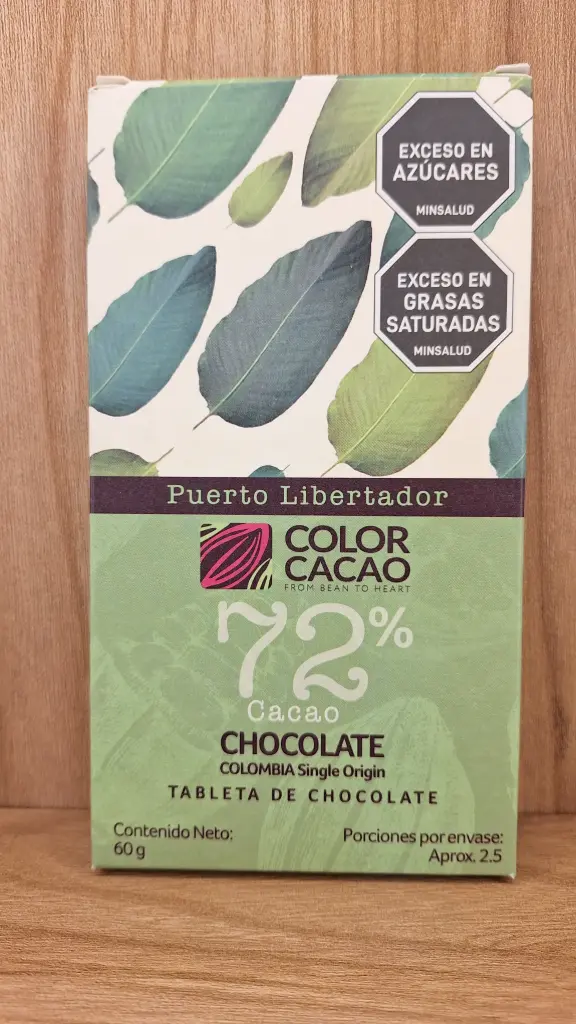 EXCESO EN
AZÚCARES
MINSALUD
EXCESO EN
GRASAS
SATURADAS
MINSALUD
Puerto Libertador
COLOR
CACAO
FROM BEAN TO HEART
72%
Cacao
CHOCOLATE
COLOMBIA Single Origin
TABLETA DE CHOCOLATE
Contenido Neto:
60 g
Porciones por envase:
Aprox. 2.5